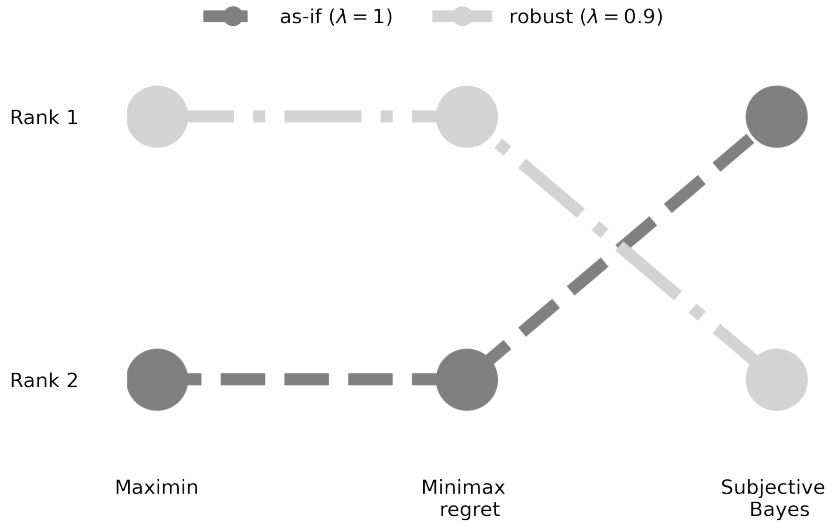 as-if (λ = 1) robust (λ = 0.9)
Rank 1
Rank 2
Maximin
Minimax
regret
Subjective
Bayes